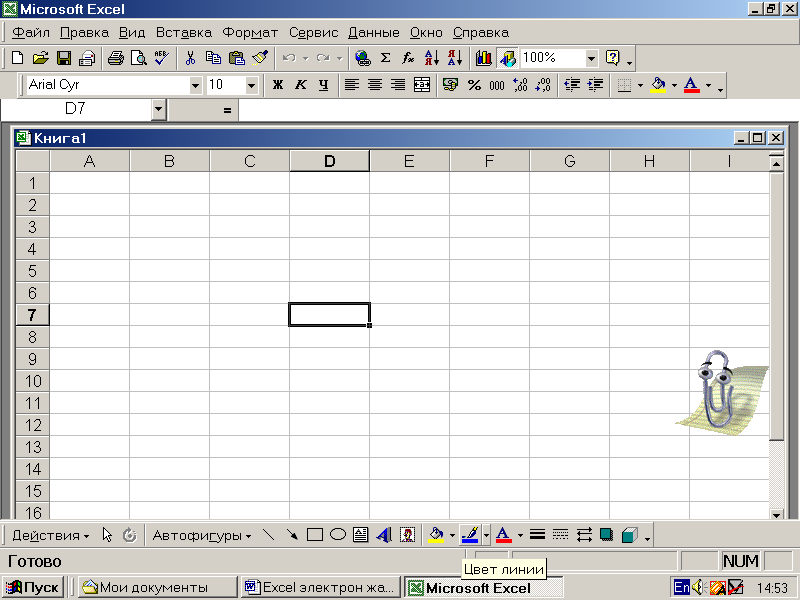 Microsoft Excel
Файл Правка Вид Вставка Формат Сервис Данные Окно Справка
100%
Arial Cyr 10 Ж К Ч % 000
D7 =
Книга1
A B C D E F G H I
1
2
3
4
5
6
7
8
9
10
11
12
13
14
15
16
Действия Автофигуры
Готово NUM
Цвет линии
Пуск Мои документы Excel электрон жа... Microsoft Excel En 14:53